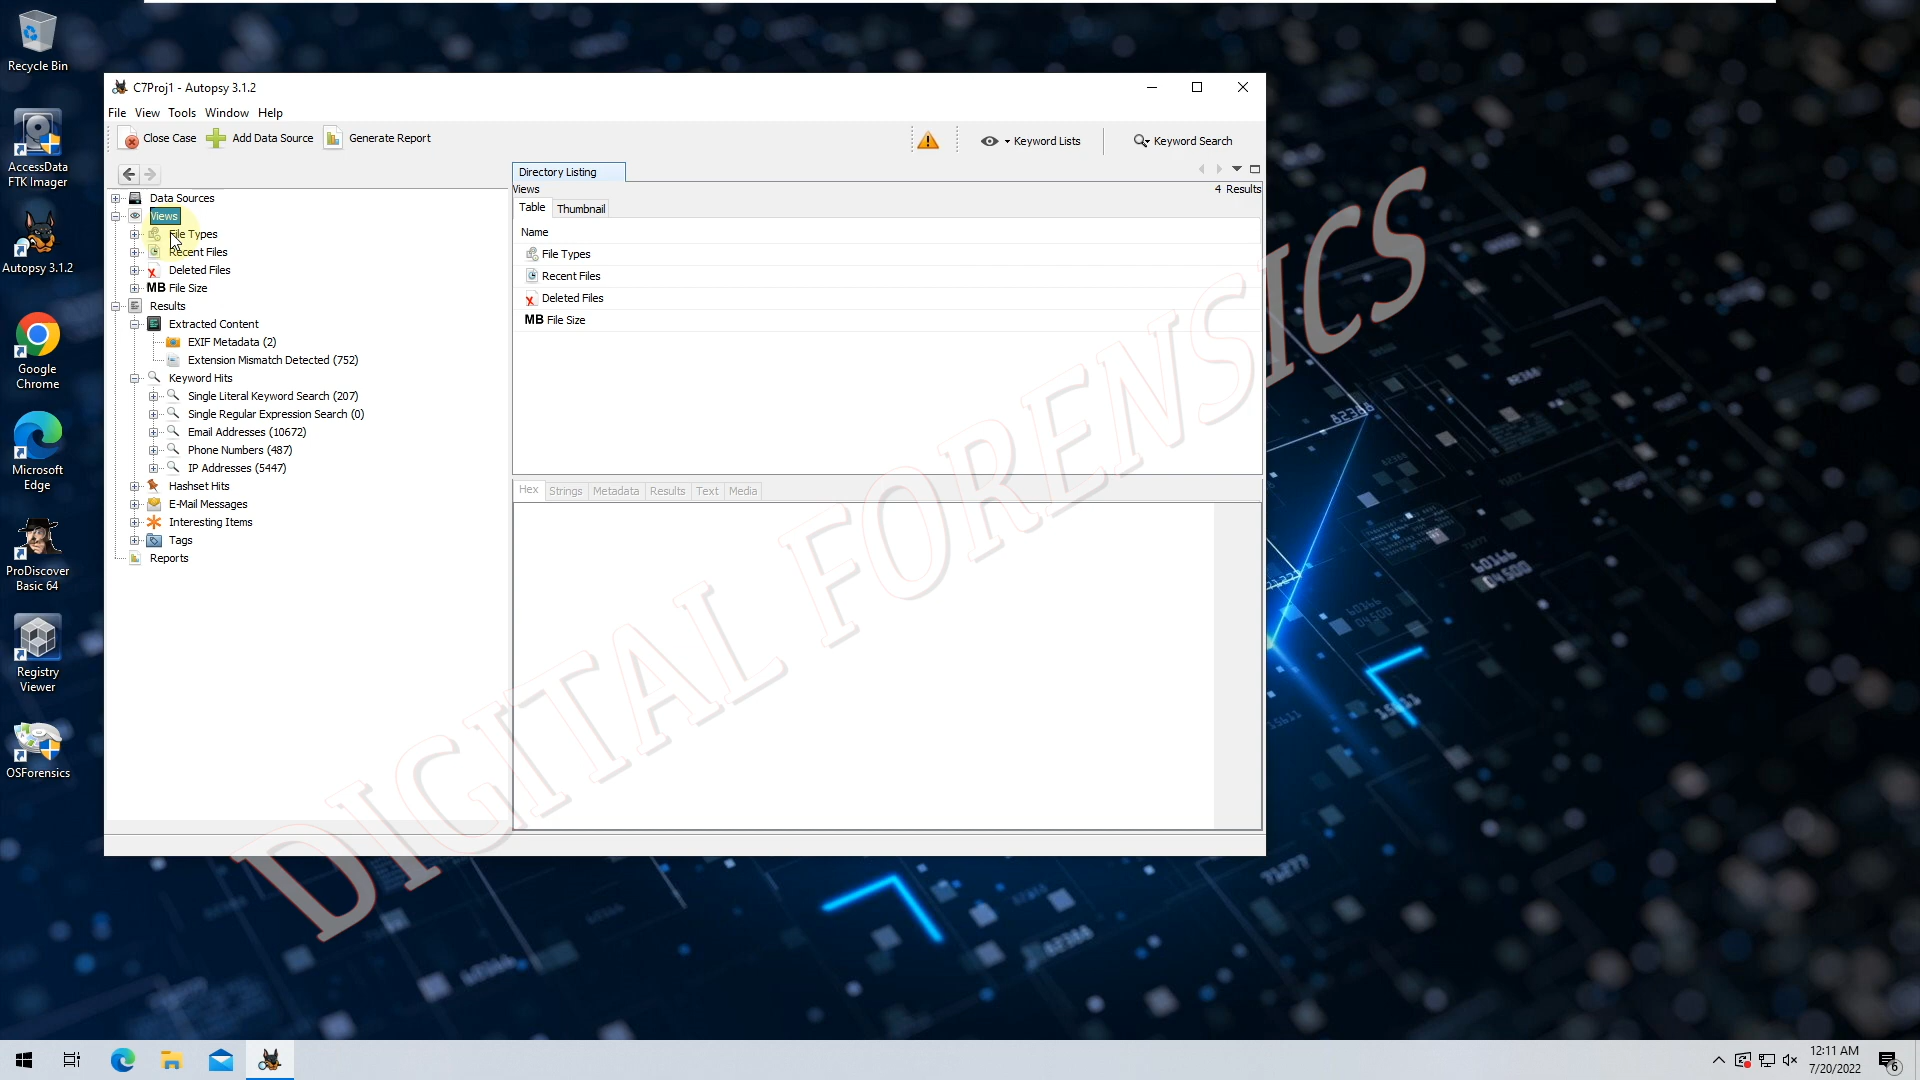 Recycle Bin
AccessData
FTK Imager
Autopsy 3.1.2
Google
Chrome
Microsoft
Edge
ProDiscover
Basic 64
Registry
Viewer
OSForensics
C7Proj1 - Autopsy 3.1.2
File View Tools Window Help
Close Case Add Data Source Generate Report Keyword Lists Keyword Search
Data Sources
Views
File Types
Recent Files
Deleted Files
MB File Size
Results
Extracted Content
EXIF Metadata (2)
Extension Mismatch Detected (752)
Keyword Hits
Single Literal Keyword Search (207)
Single Regular Expression Search (0)
Email Addresses (10672)
Phone Numbers (487)
IP Addresses (5447)
Hashset Hits
E-Mail Messages
Interesting Items
Tags
Reports
Directory Listing
Views 4 Results
Table Thumbnail
Name
File Types
Recent Files
Deleted Files
MB File Size
Hex Strings Metadata Results Text Media
DIGITAL FORENSICS
12:11 AM
7/20/2022
6